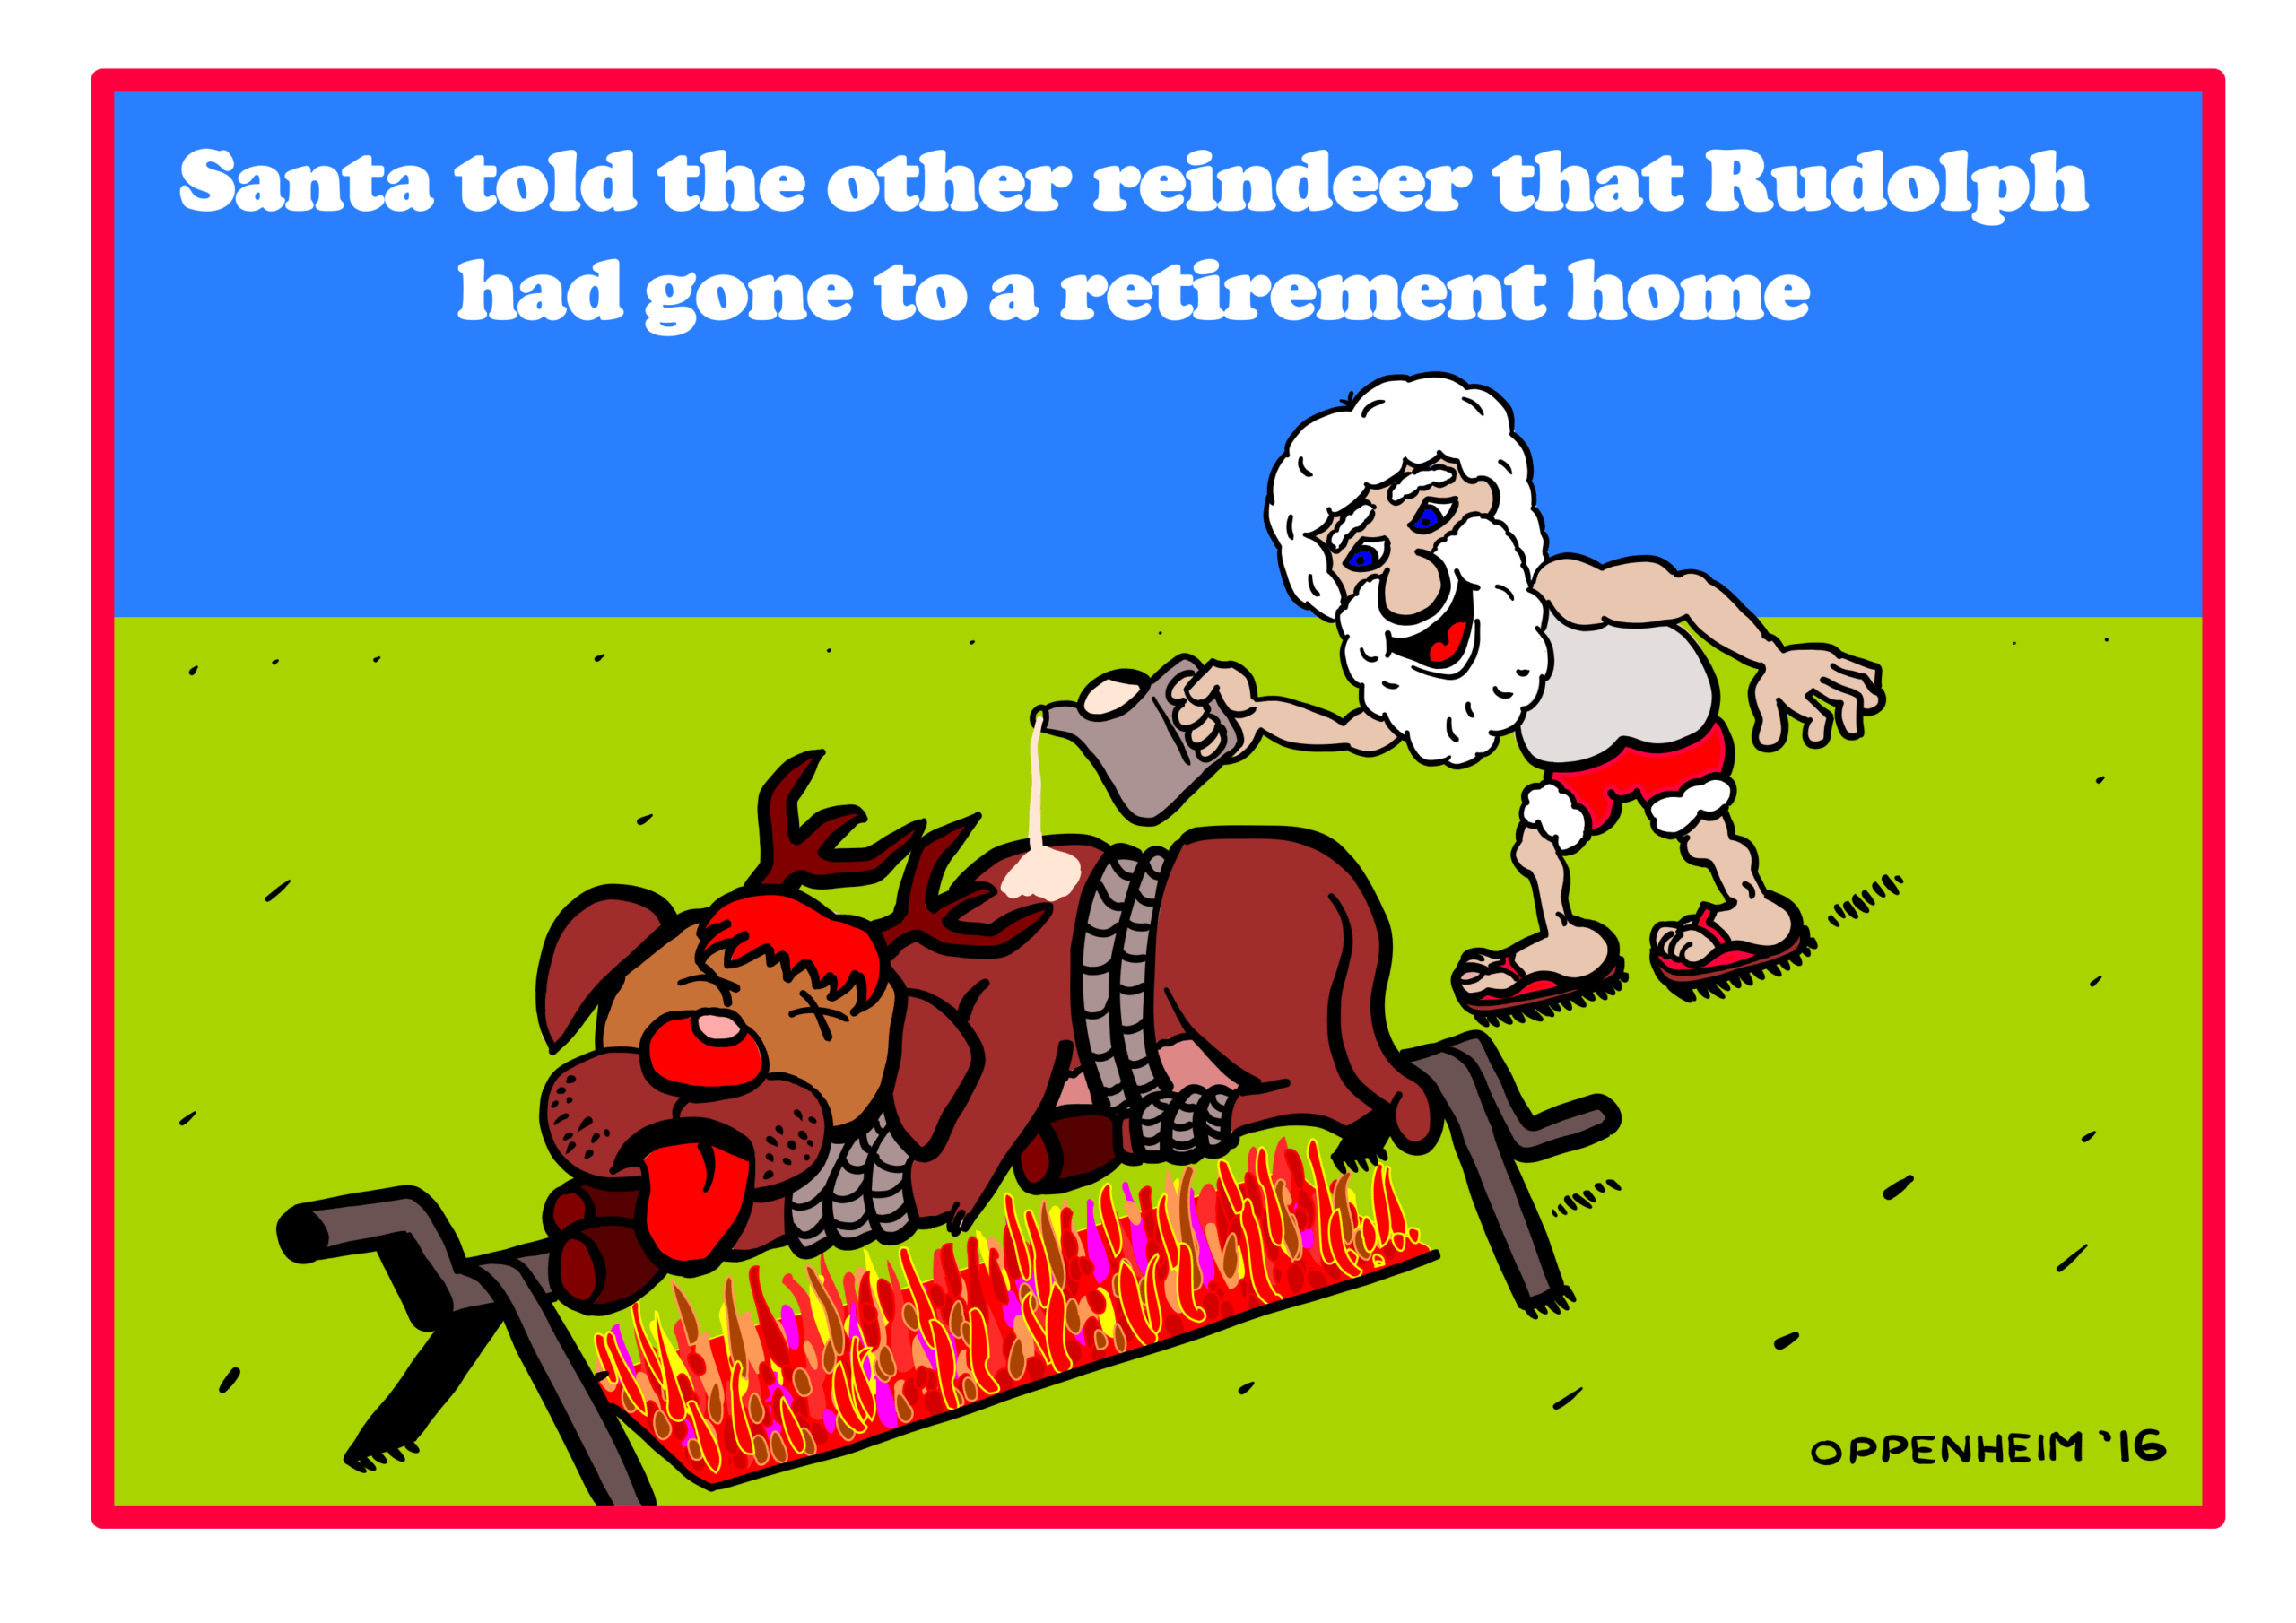 Santa told the other reindeer that Rudolph
had gone to a retirement home
OPPENHEIM '16